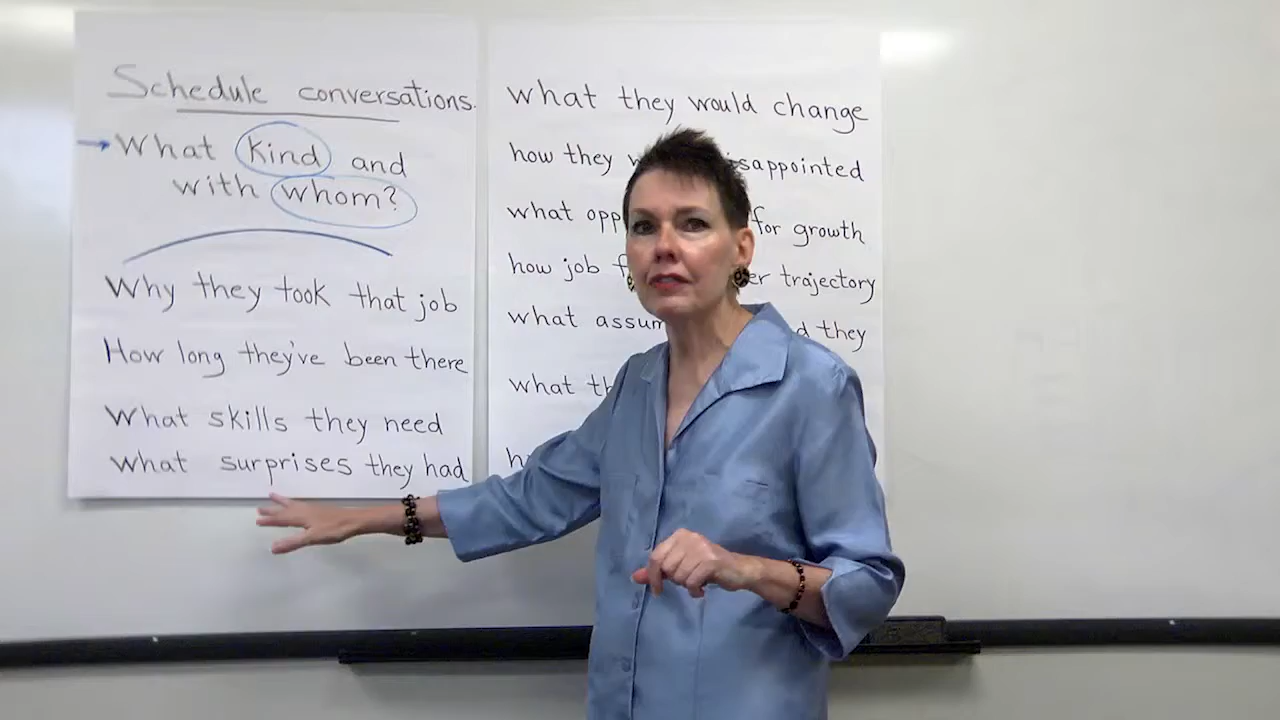 Schedule conversations.
What kind and
with whom?
Why they took that job
How long they've been there
What skills they need
What surprises they had
what they would change
how they disappointed
what for growth
how job trajectory
what they
what